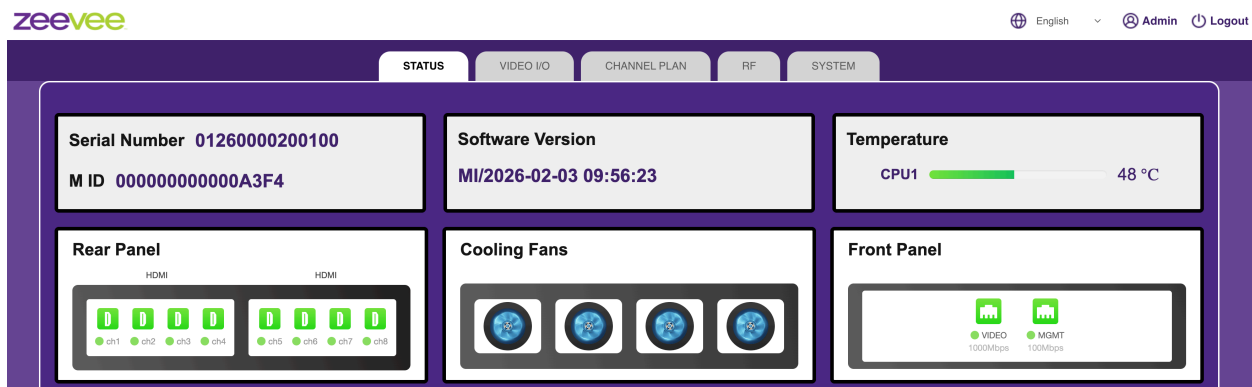 zeevee
English
Admin
Logout
STATUS
VIDEO I/O
CHANNEL PLAN
RF
SYSTEM
Serial Number 01260000200100
M ID 000000000000A3F4
Software Version
MI/2026-02-03 09:56:23
Temperature
CPU1 48 °C
Rear Panel
HDMI HDMI
ch1 ch2 ch3 ch4 ch5 ch6 ch7 ch8
Cooling Fans
Front Panel
VIDEO MGMT
1000Mbps 100Mbps